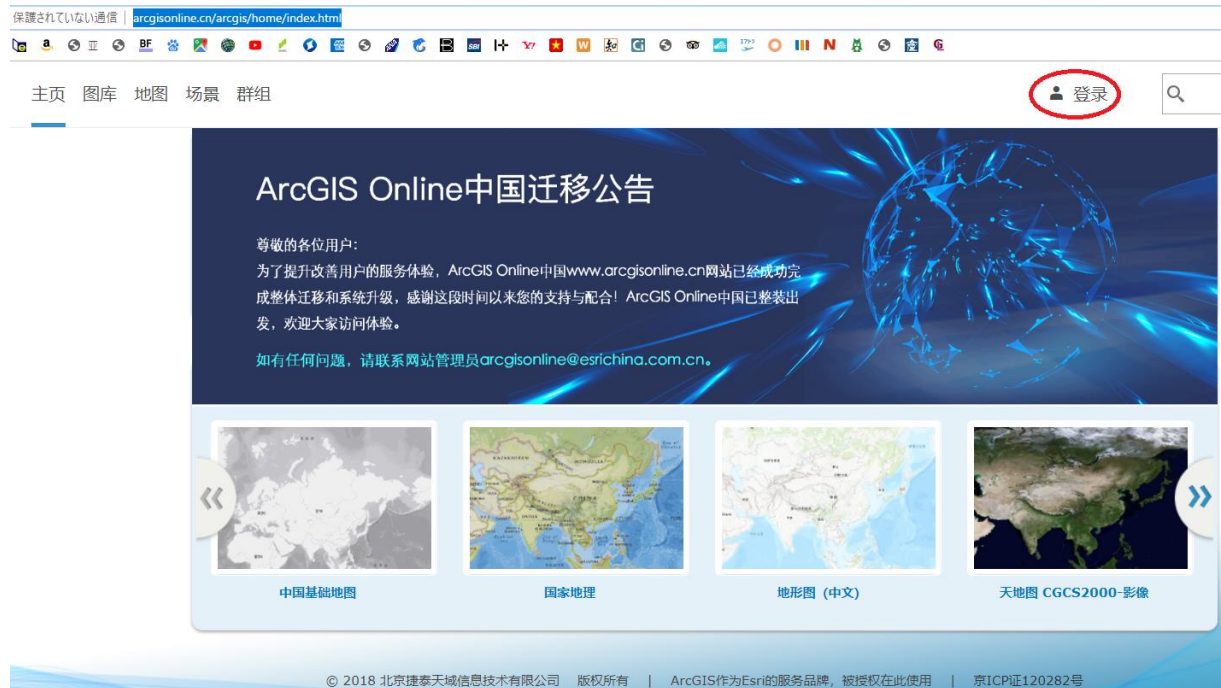 保護されていない通信 | arcgisonline.cn/arcgis/home/index.html
主页 图库 地图 场景 群组 登录
ArcGIS Online中国迁移公告
尊敬的各位用户：
为了提升改善用户的服务体验，ArcGIS Online中国www.arcgisonline.cn网站已经成功完
成整体迁移和系统升级，感谢这段时间以来您的支持与配合！ArcGIS Online中国已整装出
发，欢迎大家访问体验。
如有任何问题，请联系网站管理员arcgisonline@esrichina.com.cn。
中国基础地图
国家地理
地形图 (中文)
天地图 CGCS2000-影像
© 2018 北京捷泰天域信息技术有限公司 版权所有 | ArcGIS作为Esri的服务品牌，被授权在此使用 | 京ICP证120282号